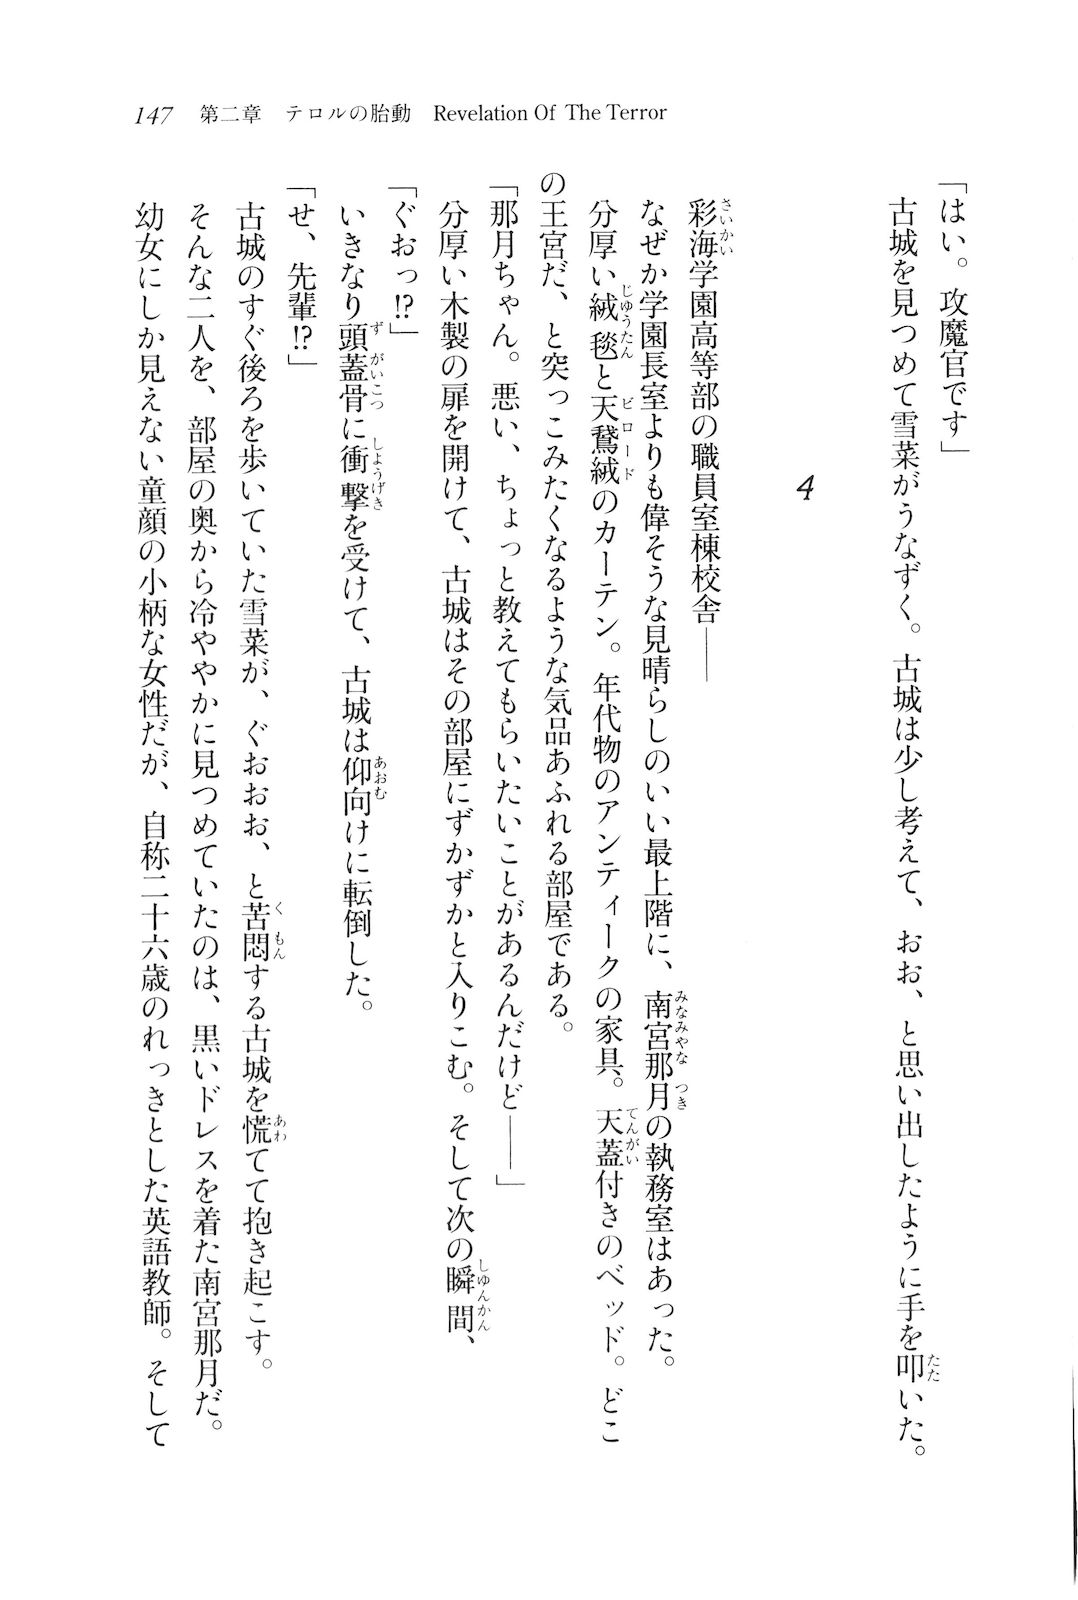 147　第二章　テロルの胎動　Revelation Of The Terror
「はい。攻魔官です」
古城を見つめて雪菜がうなずく。古城は少し考えて、おお、と思い出したように手を叩いた。
4
彩海学園高等部の職員室棟校舎――
なぜか学園長室よりも偉そうな見晴らしのいい最上階に、南宮那月の執務室はあった。
分厚い絨毯と天鵞絨のカーテン。年代物のアンティークの家具。天蓋付きのベッド。どこ
の王宮だ、と突っこみたくなるような気品あふれる部屋である。
「那月ちゃん。悪い、ちょっと教えてもらいたいことがあるんだけど――」
分厚い木製の扉を開けて、古城はその部屋にずかずかと入りこむ。そして次の瞬間、
「ぐおっ!?」
いきなり頭蓋骨に衝撃を受けて、古城は仰向けに転倒した。
「せ、先輩!?」
古城のすぐ後ろを歩いていた雪菜が、ぐおおお、と苦悶する古城を慌てて抱き起こす。
そんな二人を、部屋の奥から冷ややかに見つめていたのは、黒いドレスを着た南宮那月だ。
幼女にしか見えない童顔の小柄な女性だが、自称二十六歳のれっきとした英語教師。そして